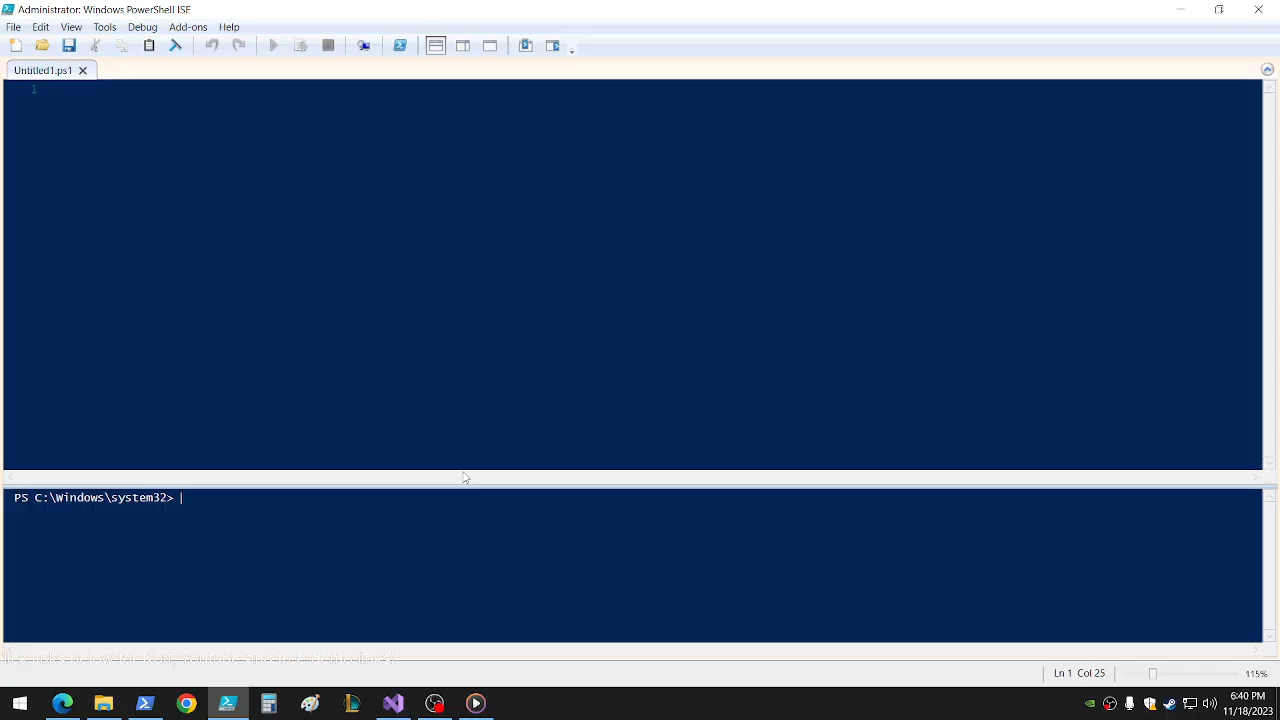 Administrator: Windows PowerShell ISE
File Edit View Tools Debug Add-ons Help
Untitled1.ps1
1
PS C:\Windows\system32>
Ln 1 Col 25
115%
6:40 PM
11/18/2023